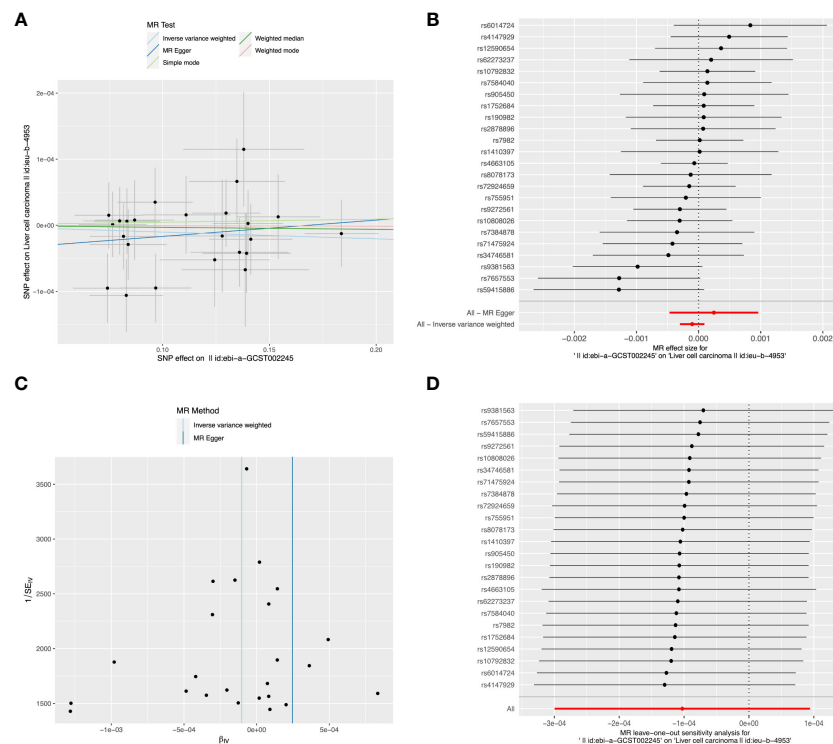 A
MR Test
Inverse variance weighted
Weighted median
MR Egger
Weighted mode
Simple mode
SNP effect on Liver cell carcinoma || id:ieu-b-4953
2e-04
1e-04
0e+00
-1e-04
0.10
0.15
0.20
SNP effect on || id:ebi-a-GCST002245
B
rs6014724
rs4147929
rs12590654
rs62273237
rs10792832
rs7584040
rs905450
rs1752684
rs190982
rs2878896
rs7982
rs1410397
rs4663105
rs8078173
rs72924659
rs755951
rs9272561
rs10808026
rs7384878
rs71475924
rs34746581
rs9381563
rs7657553
rs59415886
All - MR Egger
All - Inverse variance weighted
-0.002
-0.001
0.000
0.001
0.002
MR effect size for
' || id:ebi-a-GCST002245' on 'Liver cell carcinoma || id:ieu-b-4953'
C
MR Method
Inverse variance weighted
MR Egger
1/SEIV
3500
3000
2500
2000
1500
-1e-03
-5e-04
0e+00
5e-04
βIV
D
rs9381563
rs7657553
rs59415886
rs9272561
rs10808026
rs34746581
rs71475924
rs7384878
rs72924659
rs755951
rs8078173
rs1410397
rs905450
rs190982
rs2878896
rs4663105
rs62273237
rs7584040
rs7982
rs1752684
rs12590654
rs10792832
rs6014724
rs4147929
All
-3e-04
-2e-04
-1e-04
0e+00
1e-04
MR leave-one-out sensitivity analysis for
' || id:ebi-a-GCST002245' on 'Liver cell carcinoma || id:ieu-b-4953'